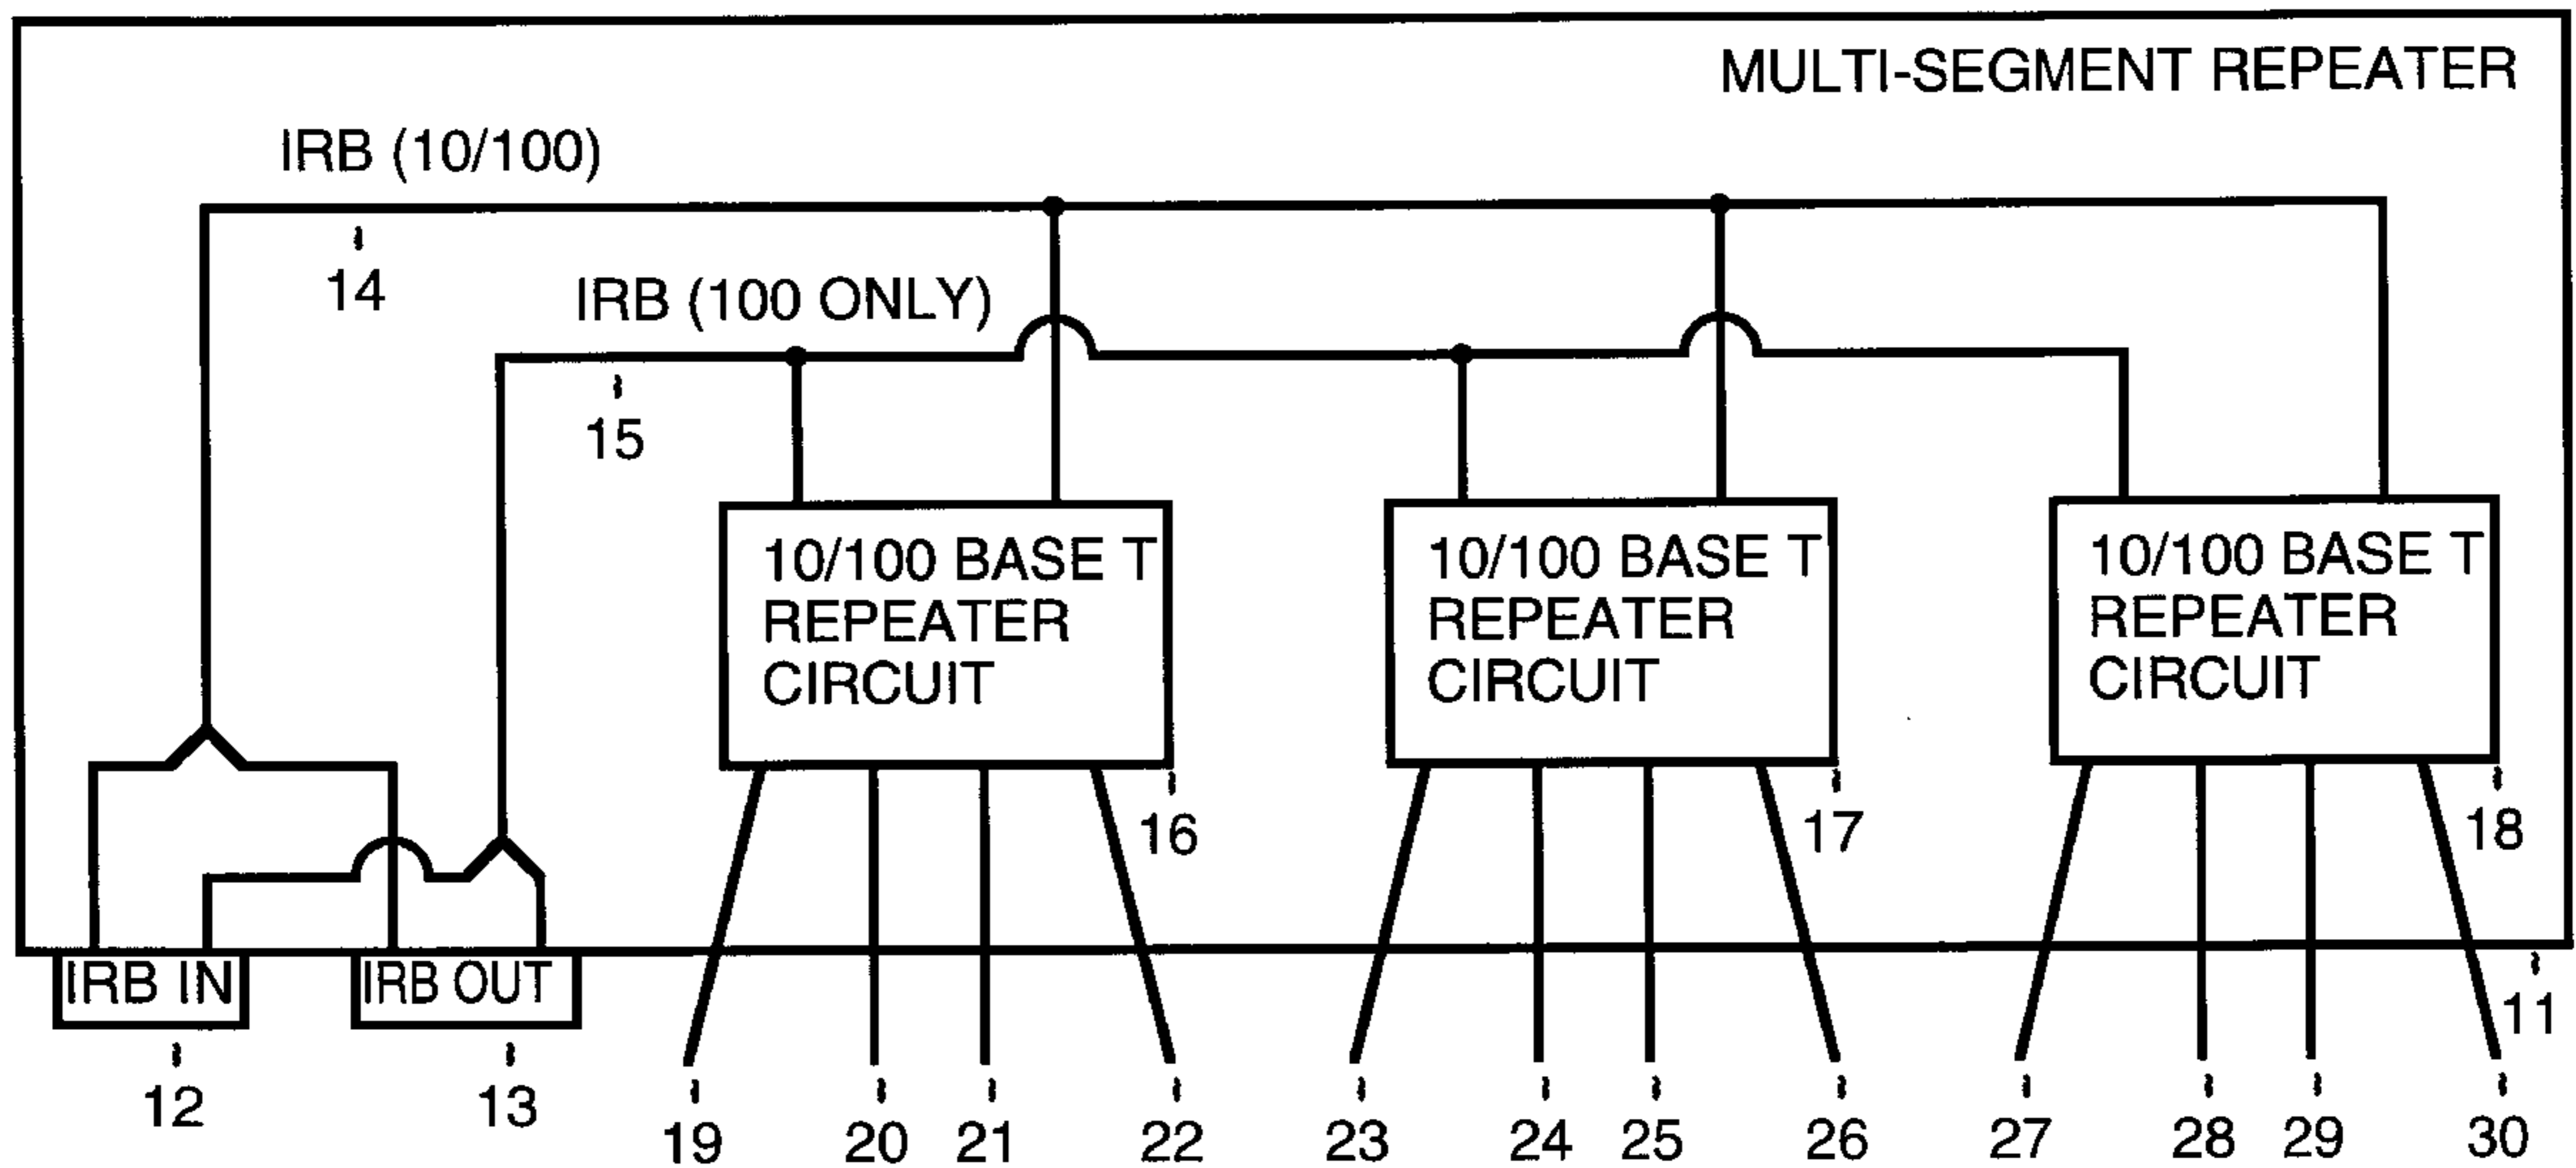 MULTI-SEGMENT REPEATER
IRB (10/100)
14
IRB (100 ONLY)
15
10/100 BASE T
REPEATER
CIRCUIT
16
10/100 BASE T
REPEATER
CIRCUIT
17
10/100 BASE T
REPEATER
CIRCUIT
18
IRB IN
IRB OUT
11
12
13
19
20
21
22
23
24
25
26
27
28
29
30